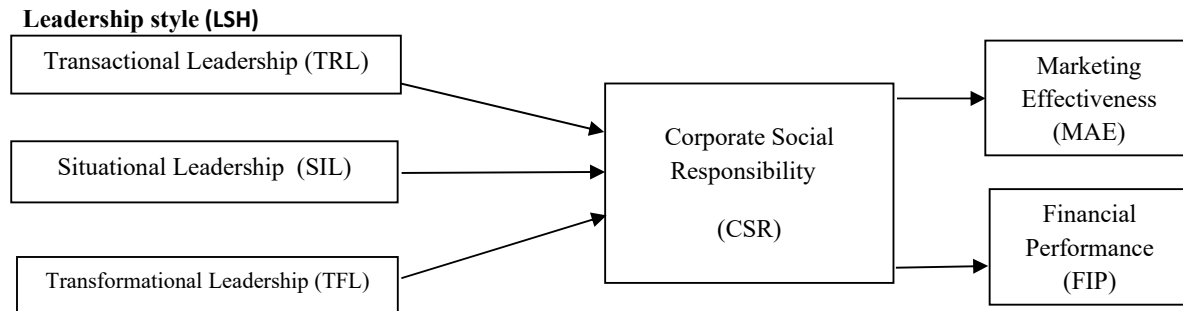 Leadership style (LSH)
Transactional Leadership (TRL)
Situational Leadership  (SIL)
Transformational Leadership (TFL)
Corporate Social
Responsibility
(CSR)
Marketing
Effectiveness
(MAE)
Financial
Performance
(FIP)